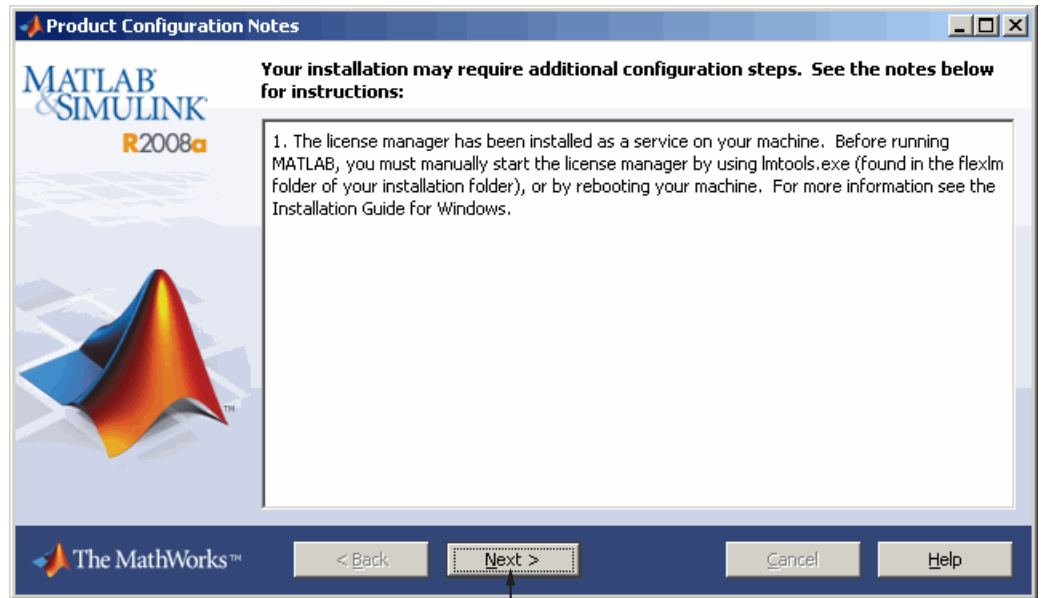 Product Configuration Notes
MATLAB
&SIMULINK
R2008a
Your installation may require additional configuration steps. See the notes below
for instructions:
1. The license manager has been installed as a service on your machine. Before running
MATLAB, you must manually start the license manager by using lmtools.exe (found in the flexlm
folder of your installation folder), or by rebooting your machine. For more information see the
Installation Guide for Windows.
TM
The MathWorks™
< Back
Next >
Cancel
Help